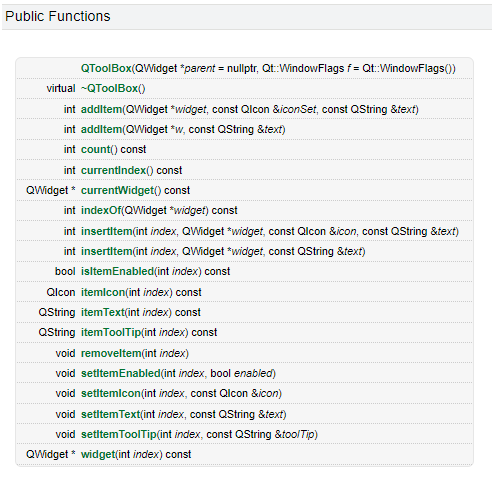 Public Functions
QToolBox(QWidget *parent = nullptr, Qt::WindowFlags f = Qt::WindowFlags())
virtual ~QToolBox()
int addItem(QWidget *widget, const QIcon &iconSet, const QString &text)
int addItem(QWidget *w, const QString &text)
int count() const
int currentIndex() const
QWidget * currentWidget() const
int indexOf(QWidget *widget) const
int insertItem(int index, QWidget *widget, const QIcon &icon, const QString &text)
int insertItem(int index, QWidget *widget, const QString &text)
bool isItemEnabled(int index) const
QIcon itemIcon(int index) const
QString itemText(int index) const
QString itemToolTip(int index) const
void removeItem(int index)
void setItemEnabled(int index, bool enabled)
void setItemIcon(int index, const QIcon &icon)
void setItemText(int index, const QString &text)
void setItemToolTip(int index, const QString &toolTip)
QWidget * widget(int index) const